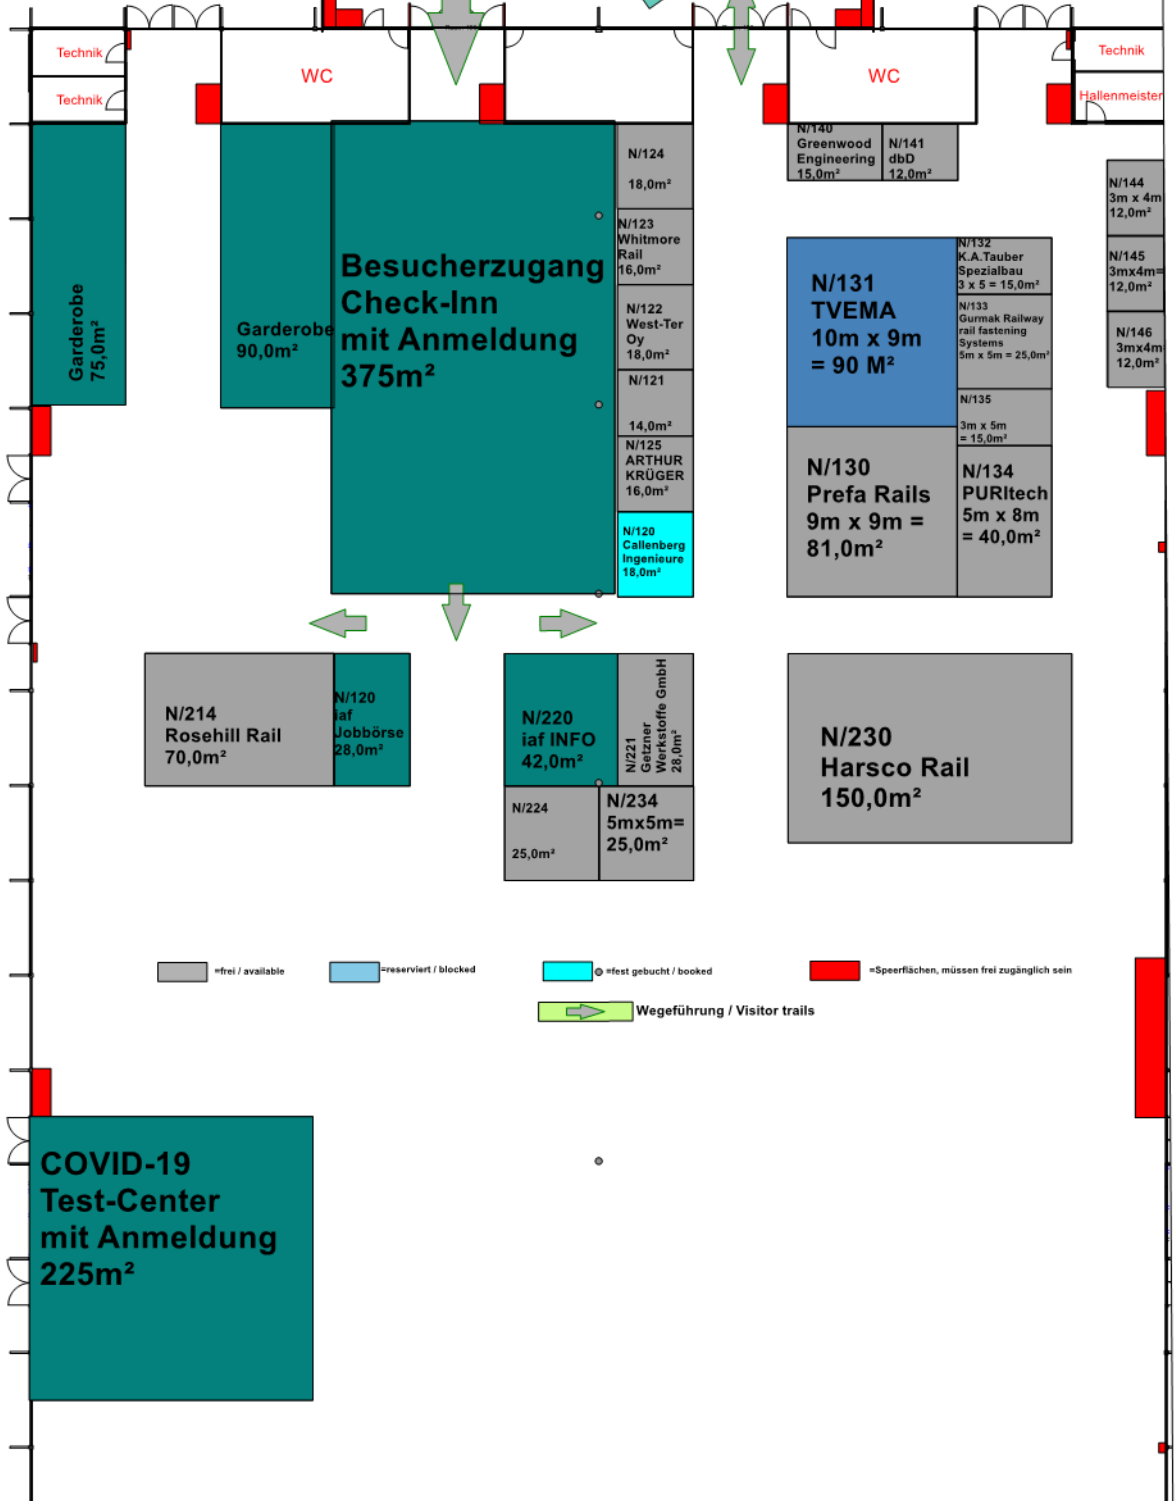 Technik
Technik
WC
WC
Technik
Hallenmeister
Garderobe
75,0m²
Garderobe
90,0m²
Besucherzugang
Check-Inn
mit Anmeldung
375m²
N/124
18,0m²
N/123
Whitmore
Rail
16,0m²
N/122
West-Ter
Oy
18,0m²
N/121
14,0m²
N/125
ARTHUR
KRÜGER
16,0m²
N/120
Callenberg
Ingenieure
18,0m²
N/140
Greenwood
Engineering
15,0m²
N/141
dbD
12,0m²
N/144
3m x 4m
12,0m²
N/145
3mx4m=
12,0m²
N/146
3mx4m
12,0m²
N/131
TVEMA
10m x 9m
= 90 M²
N/132
K.A.Tauber
Spezialbau
3 x 5 = 15,0m²
N/133
Gurmak Railway
rail fastening
Systems
5m x 5m = 25,0m²
N/135
3m x 5m
= 15,0m²
N/130
Prefa Rails
9m x 9m =
81,0m²
N/134
PURItech
5m x 8m
= 40,0m²
N/214
Rosehill Rail
70,0m²
N/120
iaf
Jobbörse
28,0m²
N/220
iaf INFO
42,0m²
N/221
Getzner
Werkstoffe GmbH
28,0m²
N/224
25,0m²
N/234
5mx5m=
25,0m²
N/230
Harsco Rail
150,0m²
=frei / available
=reserviert / blocked
=fest gebucht / booked
=Speerflächen, müssen frei zugänglich sein
Wegeführung / Visitor trails
COVID-19
Test-Center
mit Anmeldung
225m²